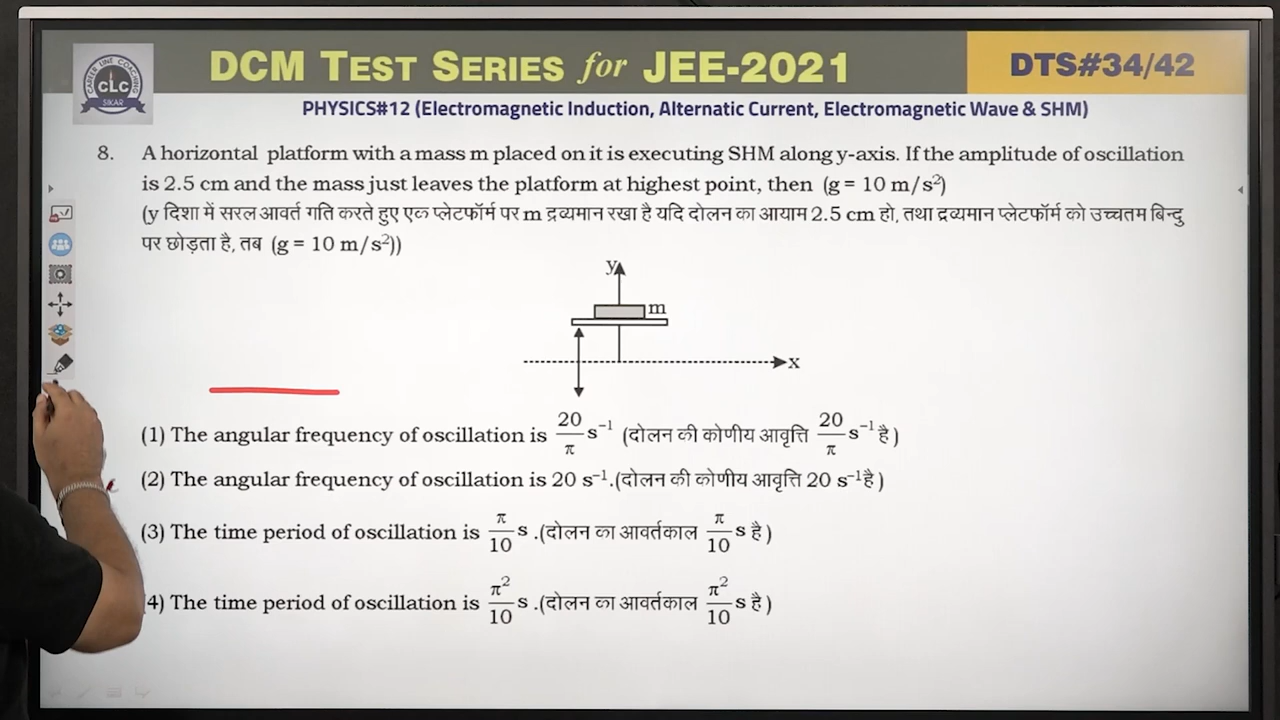 CAREER LINE COACHING
CLC
SIKAR
DCM TEST SERIES for JEE-2021
DTS#34/42
PHYSICS#12 (Electromagnetic Induction, Alternatic Current, Electromagnetic Wave & SHM)
8. A horizontal platform with a mass m placed on it is executing SHM along y-axis. If the amplitude of oscillation
is 2.5 cm and the mass just leaves the platform at highest point, then (g = 10 m/s²)
(y दिशा में सरल आवर्त गति करते हुए एक प्लेटफॉर्म पर m द्रव्यमान रखा है यदि दोलन का आयाम 2.5 cm हो, तथा द्रव्यमान प्लेटफॉर्म को उच्चतम बिन्दु
पर छोड़ता है, तब (g = 10 m/s²))
y
m
x
(1) The angular frequency of oscillation is 20/π s⁻¹ (दोलन की कोणीय आवृत्ति 20/π s⁻¹ है)
(2) The angular frequency of oscillation is 20 s⁻¹.(दोलन की कोणीय आवृत्ति 20 s⁻¹ है)
(3) The time period of oscillation is π/10 s .(दोलन का आवर्तकाल π/10 s है)
4) The time period of oscillation is π²/10 s .(दोलन का आवर्तकाल π²/10 s है)